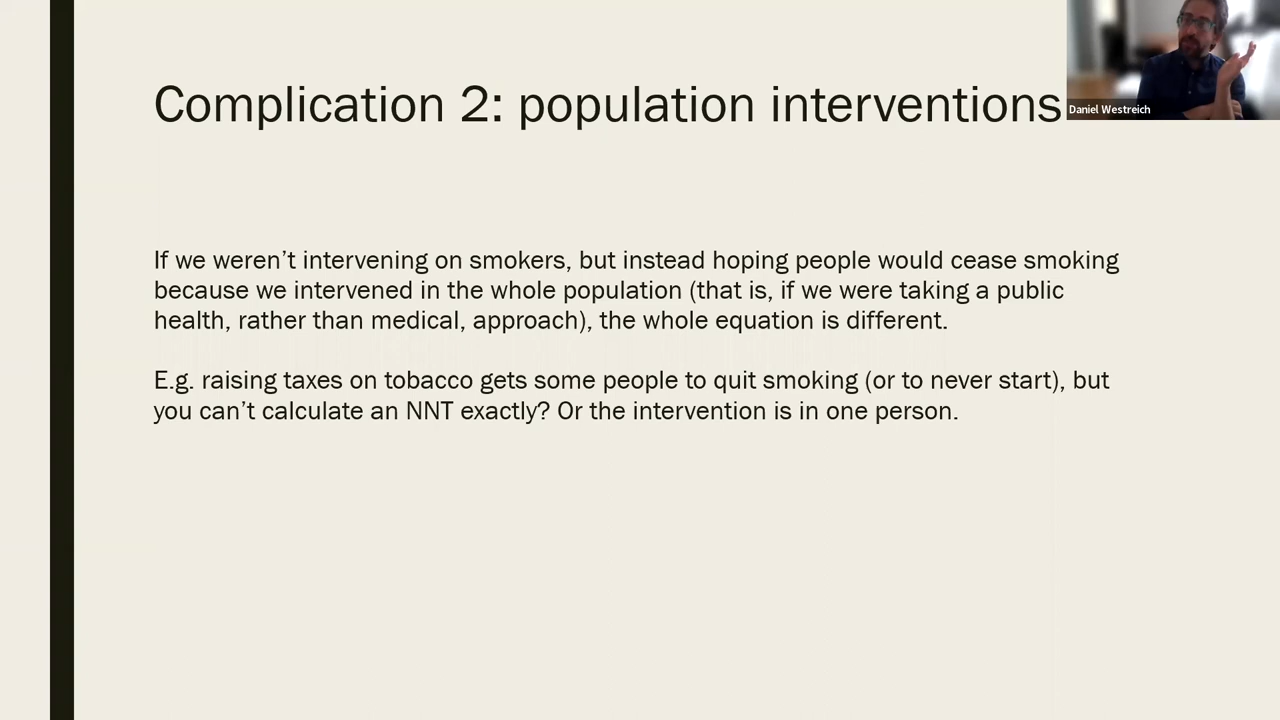 Complication 2: population interventions
Daniel Westreich
If we weren’t intervening on smokers, but instead hoping people would cease smoking
because we intervened in the whole population (that is, if we were taking a public
health, rather than medical, approach), the whole equation is different.
E.g. raising taxes on tobacco gets some people to quit smoking (or to never start), but
you can’t calculate an NNT exactly? Or the intervention is in one person.